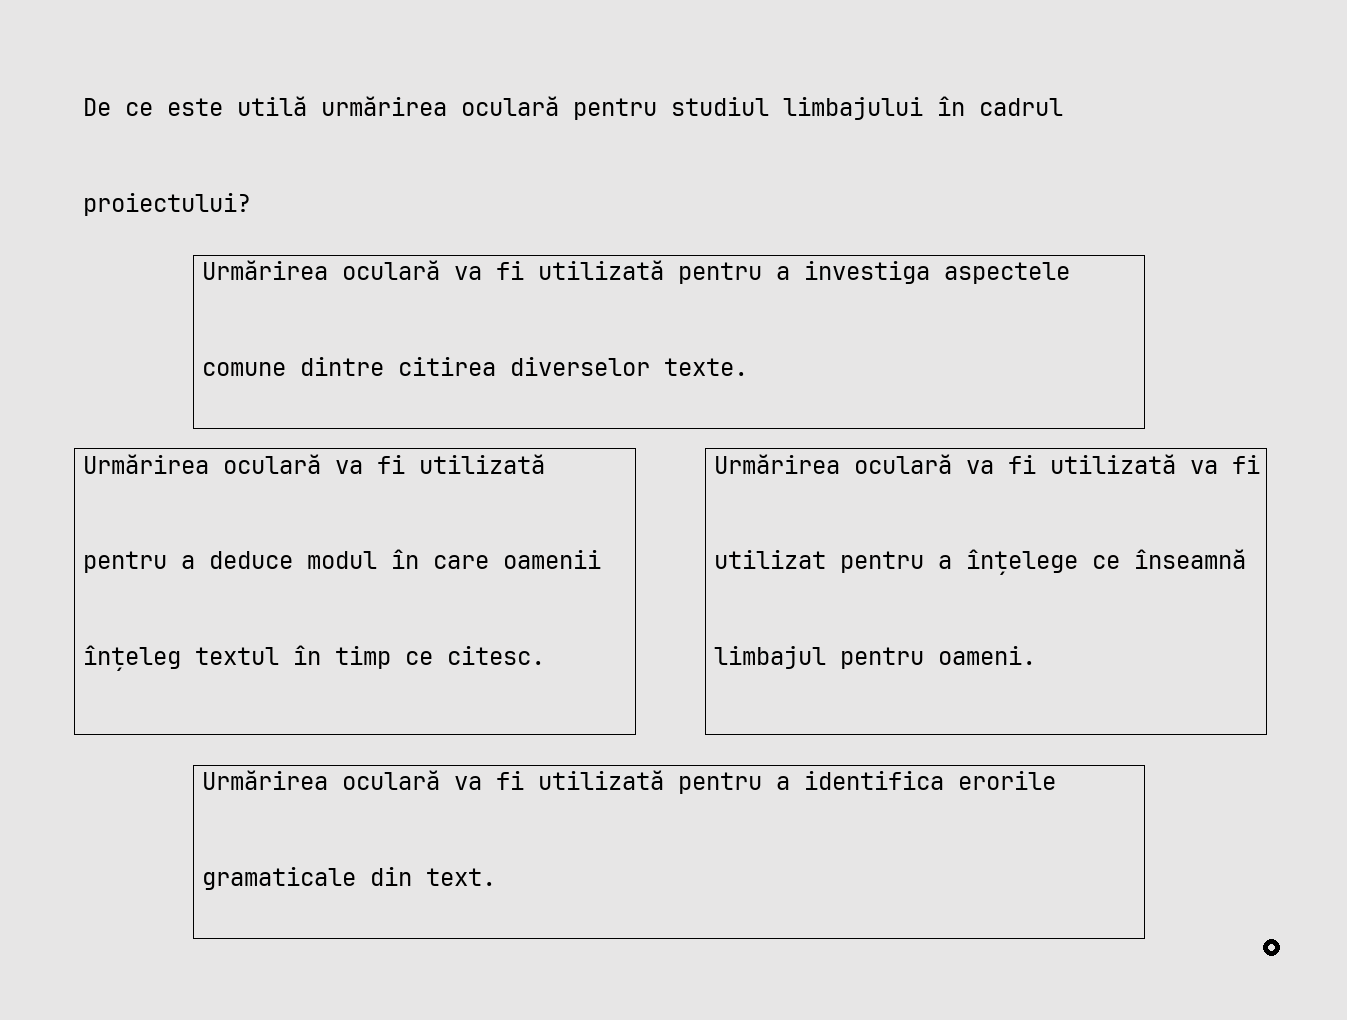 De ce este utilă urmărirea oculară pentru studiul limbajului în cadrul
proiectului?
Urmărirea oculară va fi utilizată pentru a investiga aspectele
comune dintre citirea diverselor texte.
Urmărirea oculară va fi utilizată
pentru a deduce modul în care oamenii
înțeleg textul în timp ce citesc.
Urmărirea oculară va fi utilizată va fi
utilizat pentru a înțelege ce înseamnă
limbajul pentru oameni.
Urmărirea oculară va fi utilizată pentru a identifica erorile
gramaticale din text.